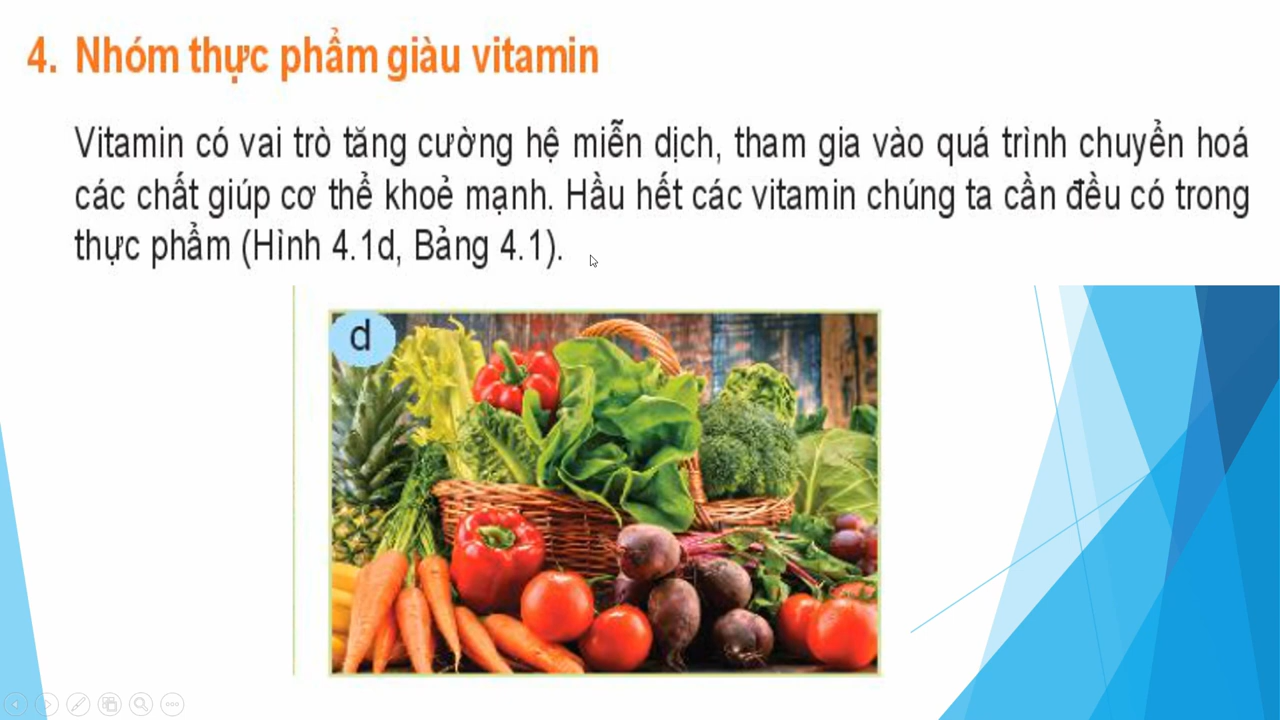 4. Nhóm thực phẩm giàu vitamin
Vitamin có vai trò tăng cường hệ miễn dịch, tham gia vào quá trình chuyển hoá
các chất giúp cơ thể khoẻ mạnh. Hầu hết các vitamin chúng ta cần đều có trong
thực phẩm (Hình 4.1d, Bảng 4.1).
d